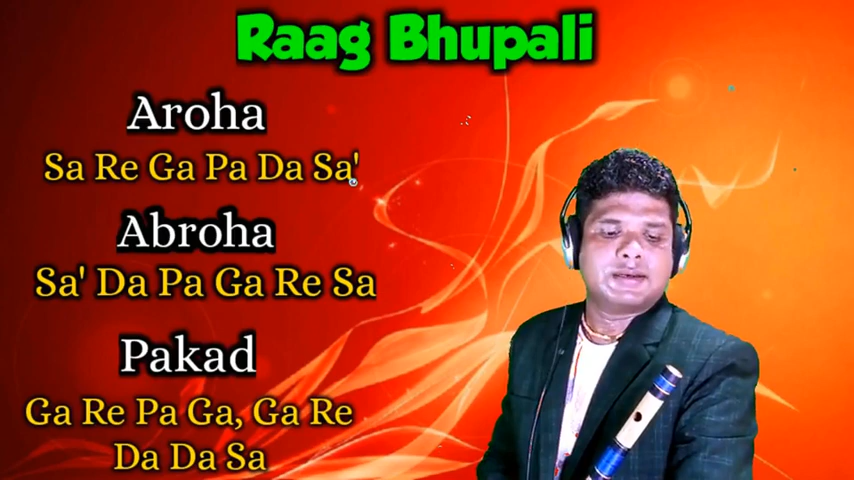 Raag Bhupali
Aroha
Sa Re Ga Pa Da Sa'
Abroha
Sa' Da Pa Ga Re Sa
Pakad
Ga Re Pa Ga, Ga Re
Da Da Sa